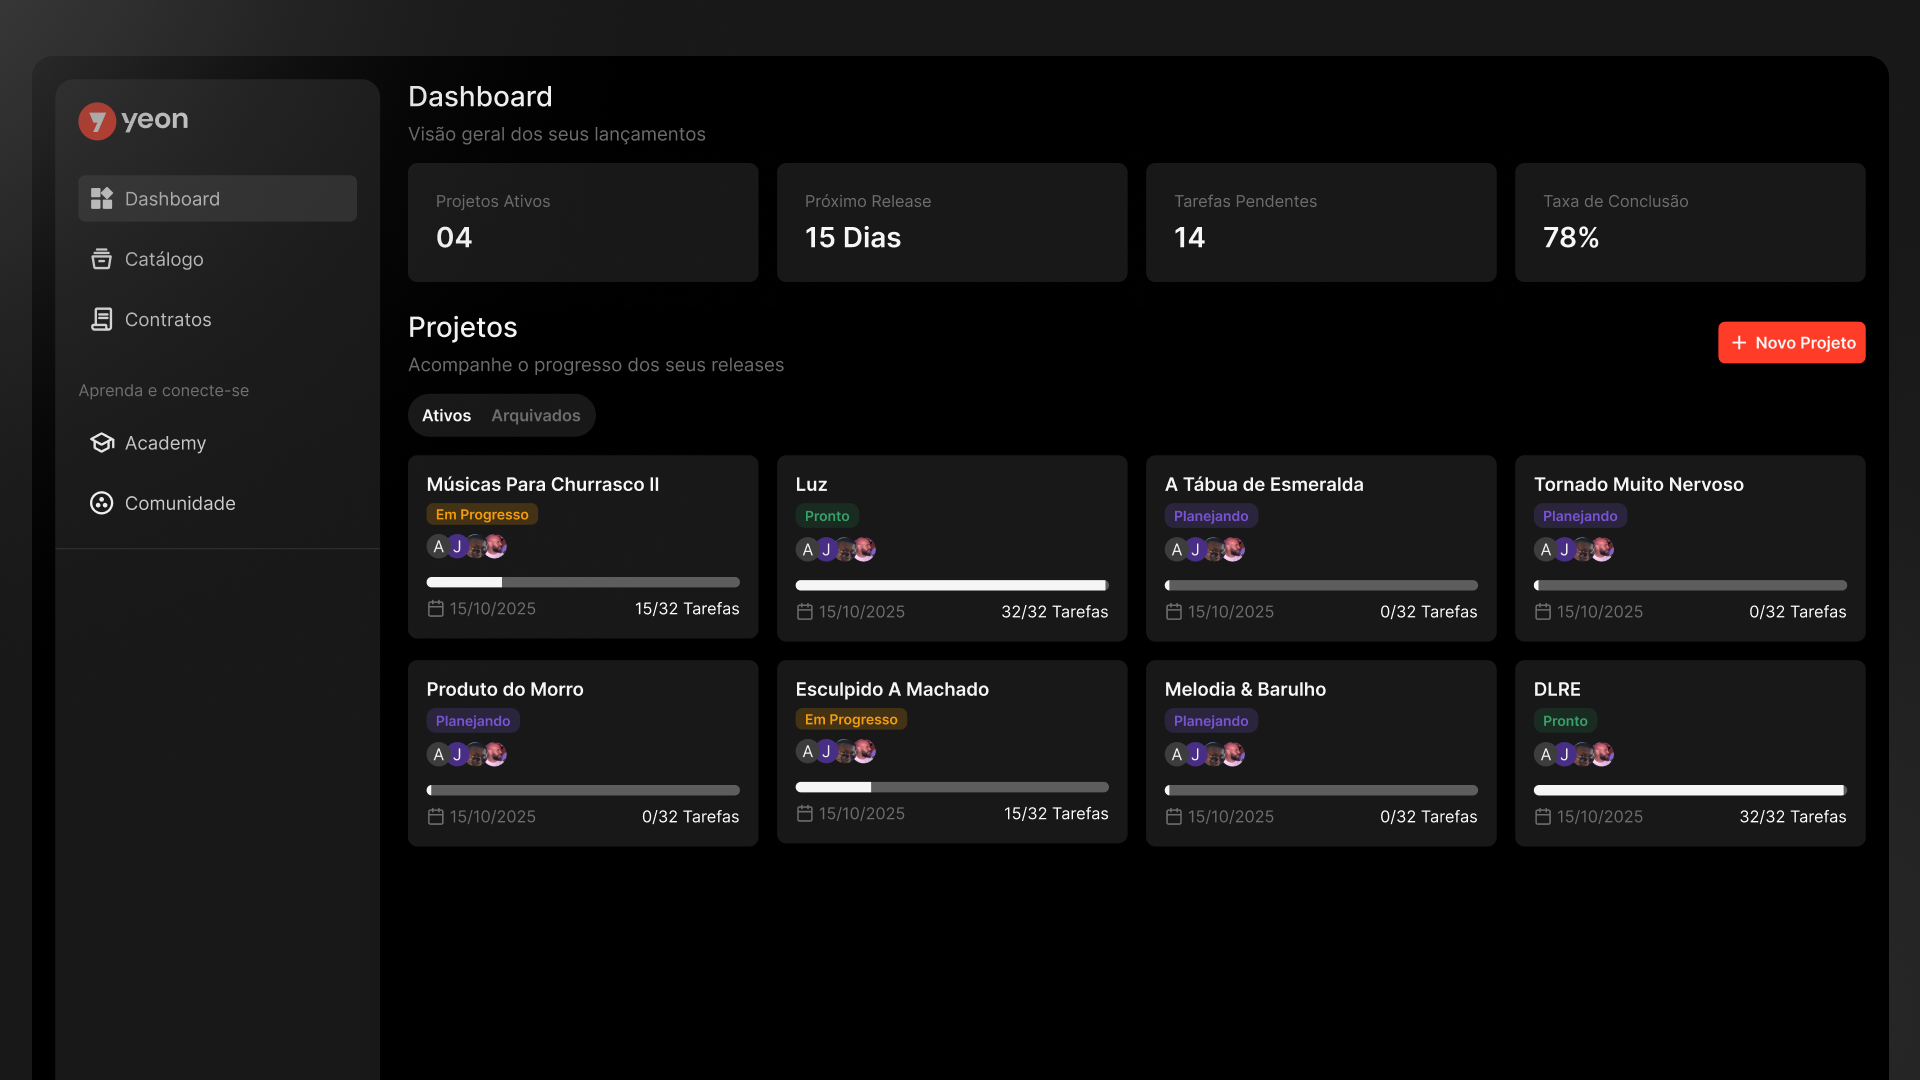 yeon
Dashboard
Catálogo
Contratos
Aprenda e conecte-se
Academy
Comunidade
Dashboard
Visão geral dos seus lançamentos
Projetos Ativos
04
Próximo Release
15 Dias
Tarefas Pendentes
14
Taxa de Conclusão
78%
Projetos
Acompanhe o progresso dos seus releases
+ Novo Projeto
Ativos Arquivados
Músicas Para Churrasco II
Em Progresso
A J
15/10/2025 15/32 Tarefas
Luz
Pronto
A J
15/10/2025 32/32 Tarefas
A Tábua de Esmeralda
Planejando
A J
15/10/2025 0/32 Tarefas
Tornado Muito Nervoso
Planejando
A J
15/10/2025 0/32 Tarefas
Produto do Morro
Planejando
A J
15/10/2025 0/32 Tarefas
Esculpido A Machado
Em Progresso
A J
15/10/2025 15/32 Tarefas
Melodia & Barulho
Planejando
A J
15/10/2025 0/32 Tarefas
DLRE
Pronto
A J
15/10/2025 32/32 Tarefas